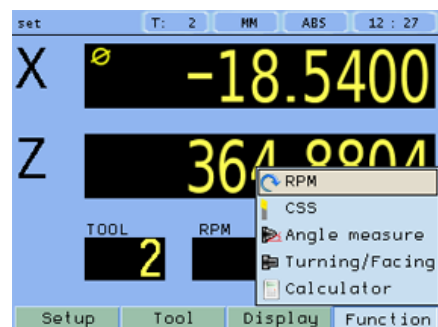 set T: 2 MM ABS 12 : 27
X ø -18.5400
Z 364.8804
TOOL RPM
2
RPM
CSS
Angle measure
Turning/Facing
Calculator
Setup Tool Display Function